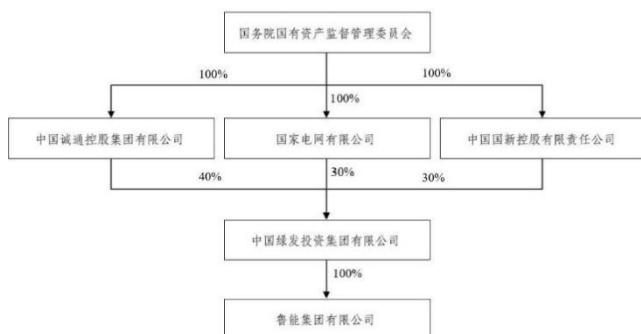 国务院国有资产监督管理委员会
100%
100%
100%
中国诚通控股集团有限公司
国家电网有限公司
中国国新控股有限责任公司
40%
30%
30%
中国绿发投资集团有限公司
100%
鲁能集团有限公司